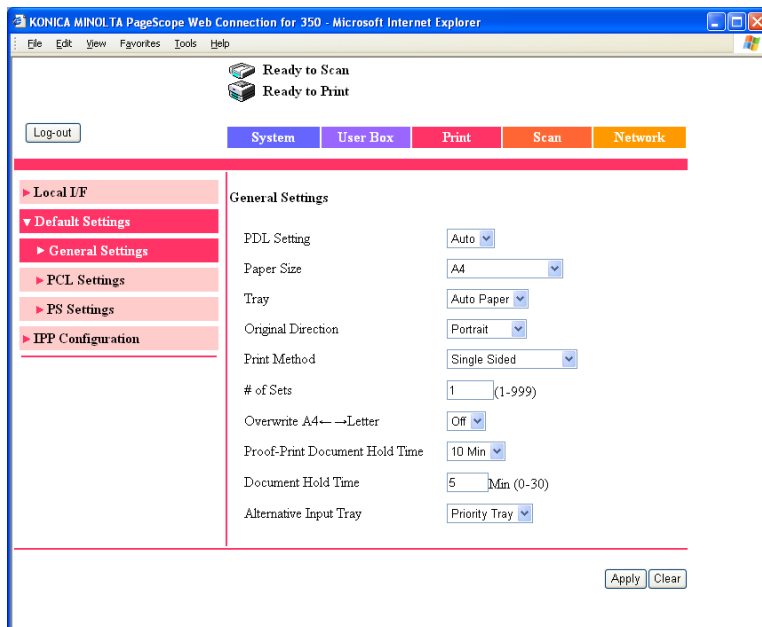 KONICA MINOLTA PageScope Web Connection for 350 - Microsoft Internet Explorer
File Edit View Favorites Tools Help
Ready to Scan
Ready to Print
Log-out
System User Box Print Scan Network
Local I/F
Default Settings
General Settings
PCL Settings
PS Settings
IPP Configuration
General Settings
PDL Setting Auto
Paper Size A4
Tray Auto Paper
Original Direction Portrait
Print Method Single Sided
# of Sets 1 (1-999)
Overwrite A4←→Letter Off
Proof-Print Document Hold Time 10 Min
Document Hold Time 5 Min (0-30)
Alternative Input Tray Priority Tray
Apply Clear